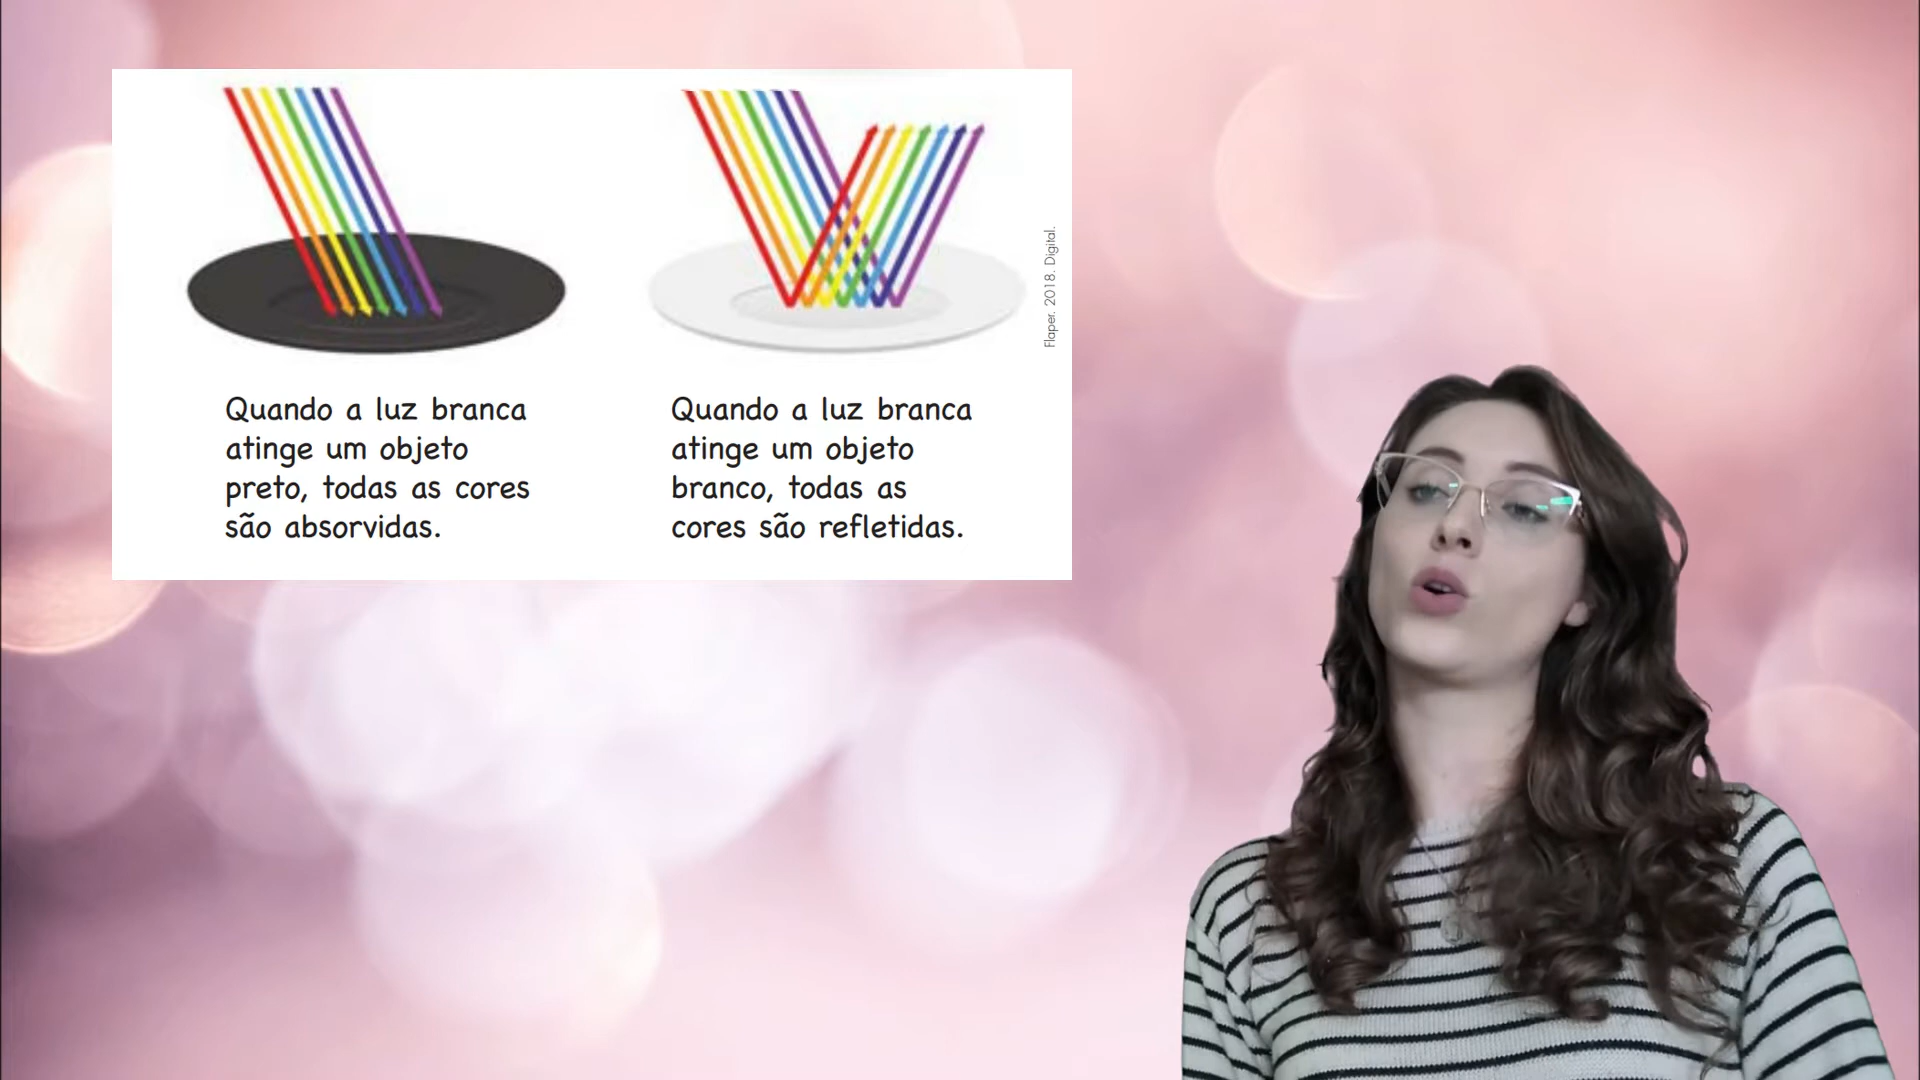 Quando a luz branca
atinge um objeto
preto, todas as cores
são absorvidas.
Quando a luz branca
atinge um objeto
branco, todas as
cores são refletidas.
Flaper. 2018. Digital.